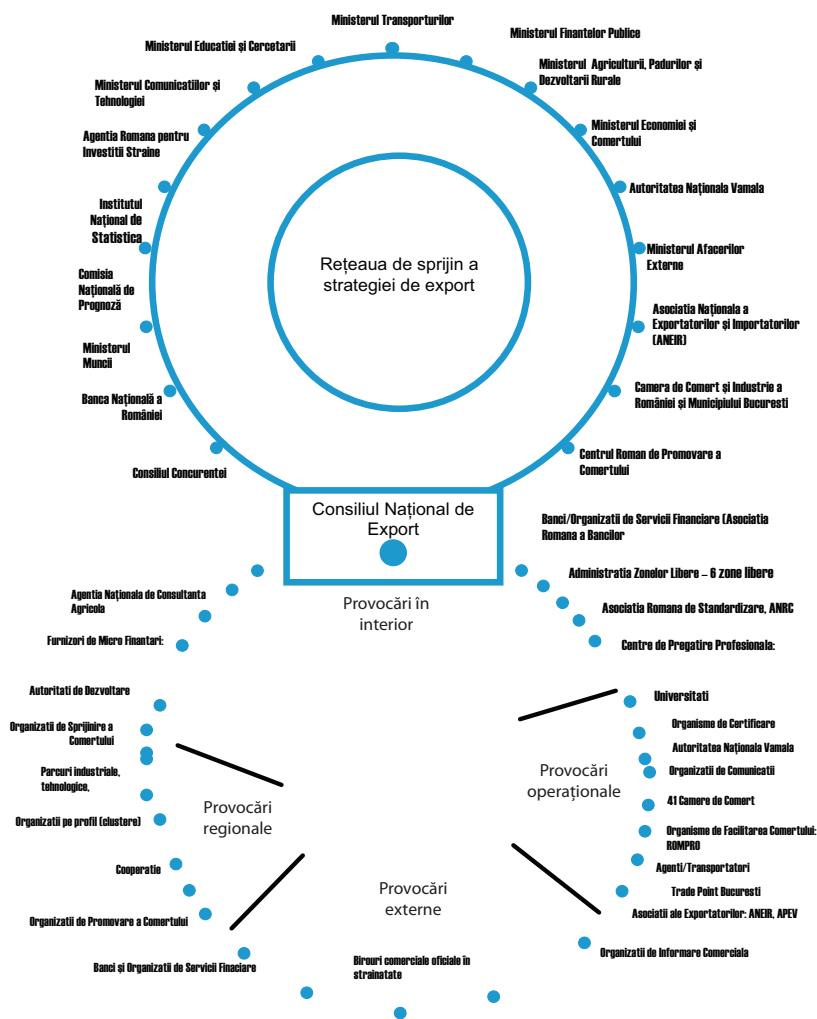 Ministerul Transporturilor
Ministerul Educatiei și Cercetarii
Ministerul Finantelor Publice
Ministerul Comunicatiilor și
Tehnologiei
Ministerul Agriculturii, Padurilor și
Dezvoltarii Rurale
Agentia Romana pentru
Investitii Straine
Ministerul Economiei și
Comertului
Institutul
Național de
Statistica
Autoritatea Naționala Vamala
Comisia
Națională de
Prognoză
Ministerul Afacerilor
Externe
Rețeaua de sprijin a
strategiei de export
Ministerul
Muncii
Asociatia Naționala a
Exportatorilor și Importatorilor
(ANEIR)
Banca Națională a
României
Camera de Comert și Industrie a
României și Municipiului Bucuresti
Consiliul Concurentei
Centrul Roman de Promovare a
Comertului
Consiliul Național de
Export
Banci/Organizatii de Servicii Financiare (Asociatia
Romana a Bancilor
Administratia Zonelor Libere – 6 zone libere
Agentia Naționala de Consultanta
Agricola
Provocări în
interior
Asociatia Romana de Standardizare, ANRC
Furnizori de Micro Finantari:
Centre de Pregatire Profesionala:
Autoritati de Dezvoltare
Universitati
Organizatii de Sprijinire a
Comertului
Organisme de Certificare
Autoritatea Naționala Vamala
Parcuri industriale,
tehnologice,
Provocări
operaționale
Organizatii de Comunicatii
Provocări
regionale
41 Camere de Comert
Organizatii pe profil (clustere)
Organisme de Facilitarea Comertului:
ROMPRO
Cooperatie
Agenti/Transportatori
Provocări
externe
Trade Point Bucuresti
Organizatii de Promovare a Comertului
Asociatii ale Exportatorilor: ANEIR, APEV
Banci și Organizatii de Servicii Finaciare
Birouri comerciale oficiale în
strainatate
Organizatii de Informare Comerciala